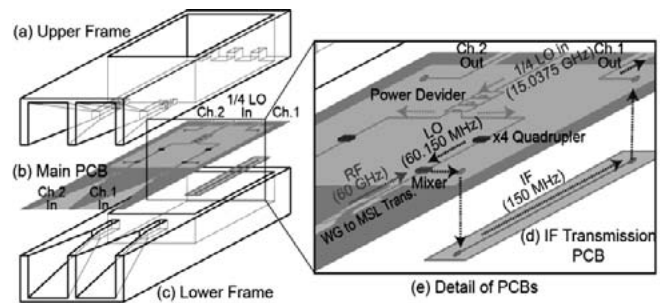 (a) Upper Frame
1/4 LO
In
Ch.2
Ch.1
(b) Main PCB
Ch.2
In
Ch.1
In
(c) Lower Frame
Ch.2
Out
1/4 LO in
(15.0375 GHz)
Ch.1
Out
Power Devider
LO
(60.150 MHz)
x4 Quadrupler
RF
(60 GHz)
Mixer
WG to MSL Trans.
IF
(150 MHz)
(d) IF Transmission
PCB
(e) Detail of PCBs